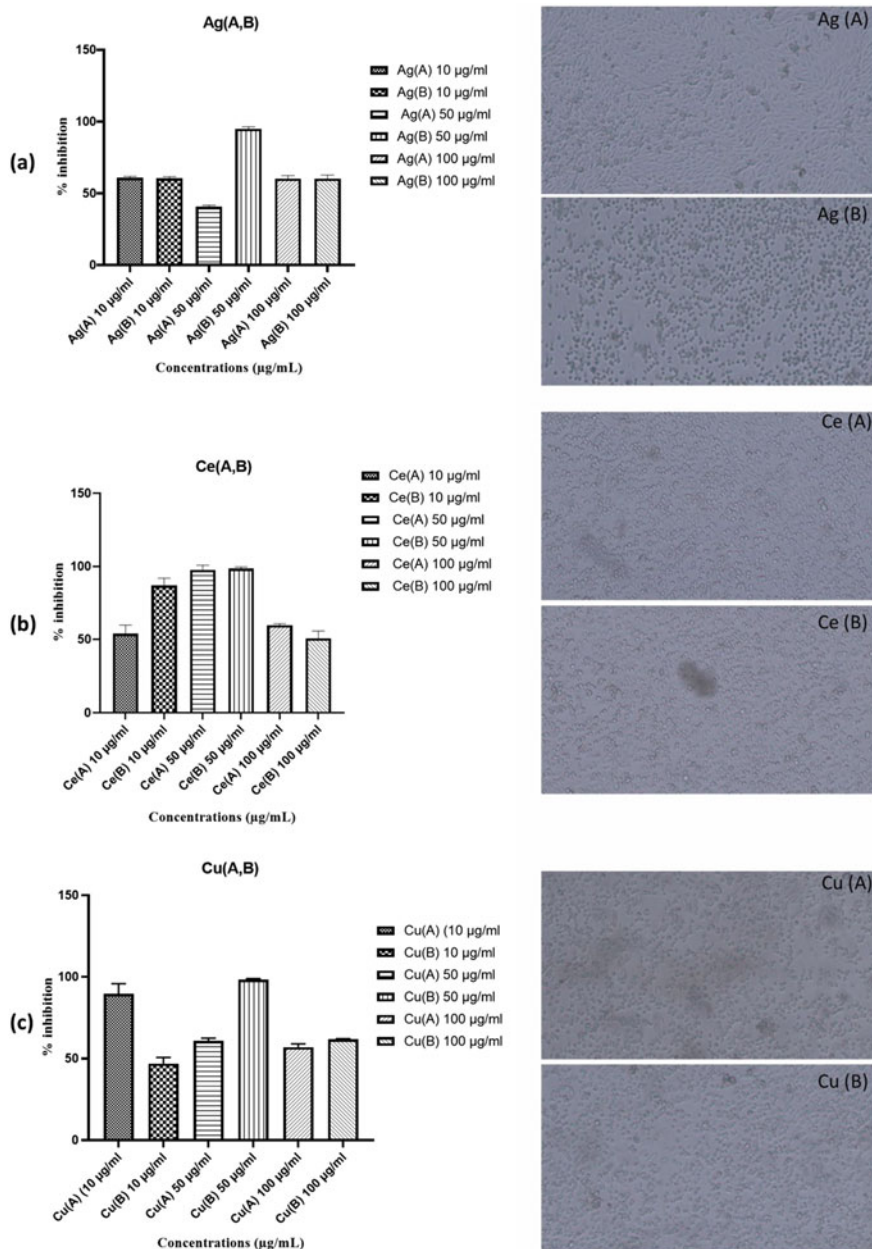 Ag(A,B)
(a)
% inhibition
150
100
50
0
Ag(A) 10 µg/ml
Ag(B) 10 µg/ml
Ag(A) 50 µg/ml
Ag(B) 50 µg/ml
Ag(A) 100 µg/ml
Ag(B) 100 µg/ml
Concentrations (µg/mL)
Ag(A) 10 µg/ml
Ag(B) 10 µg/ml
Ag(A) 50 µg/ml
Ag(B) 50 µg/ml
Ag(A) 100 µg/ml
Ag(B) 100 µg/ml
Ag (A)
Ag (B)
Ce(A,B)
(b)
% inhibition
150
100
50
0
Ce(A) 10 µg/ml
Ce(B) 10 µg/ml
Ce(A) 50 µg/ml
Ce(B) 50 µg/ml
Ce(A) 100 µg/ml
Ce(B) 100 µg/ml
Concentrations (µg/mL)
Ce(A) 10 µg/ml
Ce(B) 10 µg/ml
Ce(A) 50 µg/ml
Ce(B) 50 µg/ml
Ce(A) 100 µg/ml
Ce(B) 100 µg/ml
Ce (A)
Ce (B)
Cu(A,B)
(c)
% inhibition
150
100
50
0
Cu(A) (10 µg/ml
Cu(B) 10 µg/ml
Cu(A) 50 µg/ml
Cu(B) 50 µg/ml
Cu(A) 100 µg/ml
Cu(B) 100 µg/ml
Concentrations (µg/mL)
Cu(A) (10 µg/ml
Cu(B) 10 µg/ml
Cu(A) 50 µg/ml
Cu(B) 50 µg/ml
Cu(A) 100 µg/ml
Cu(B) 100 µg/ml
Cu (A)
Cu (B)